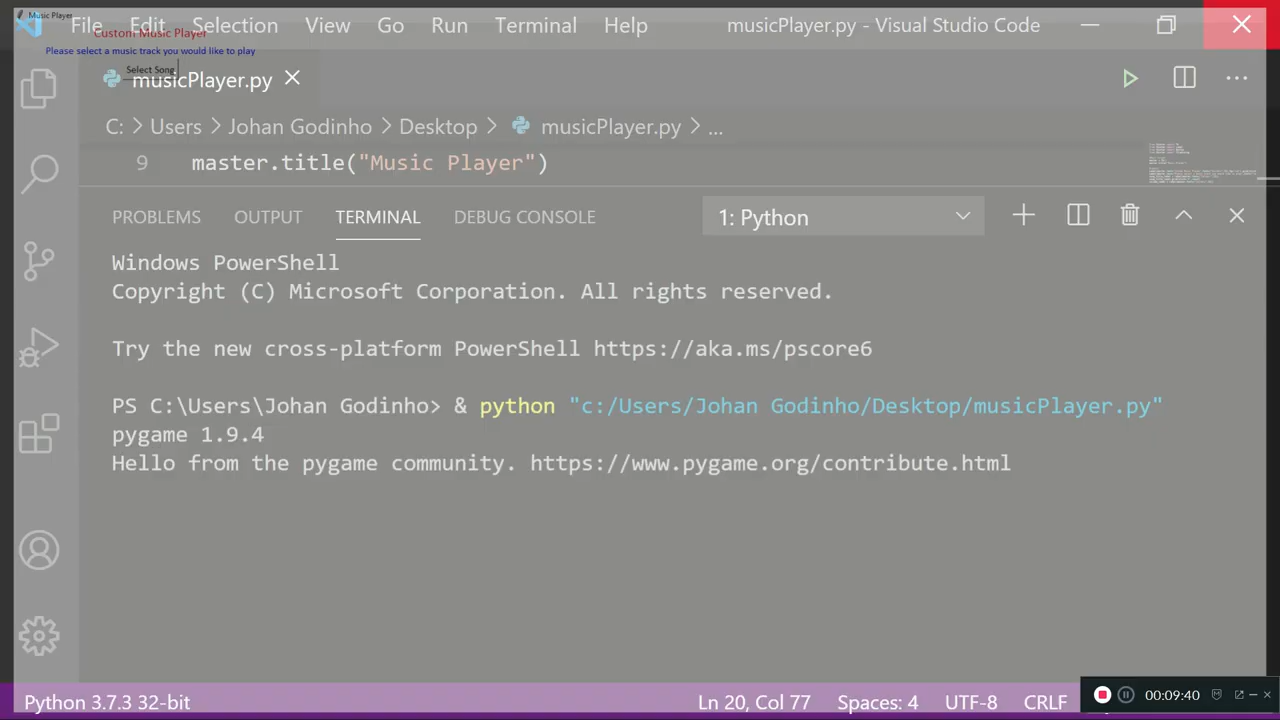 Music Player
File Edit Selection View Go Run Terminal Help musicPlayer.py - Visual Studio Code
Custom Music Player
Please select a music track you would like to play
Select Song
musicPlayer.py
C: > Users > Johan Godinho > Desktop > musicPlayer.py > ...
9 master.title("Music Player")
PROBLEMS OUTPUT TERMINAL DEBUG CONSOLE 1: Python
Windows PowerShell
Copyright (C) Microsoft Corporation. All rights reserved.
Try the new cross-platform PowerShell https://aka.ms/pscore6
PS C:\Users\Johan Godinho> & python "c:/Users/Johan Godinho/Desktop/musicPlayer.py"
pygame 1.9.4
Hello from the pygame community. https://www.pygame.org/contribute.html
Python 3.7.3 32-bit Ln 20, Col 77 Spaces: 4 UTF-8 CRLF 00:09:40